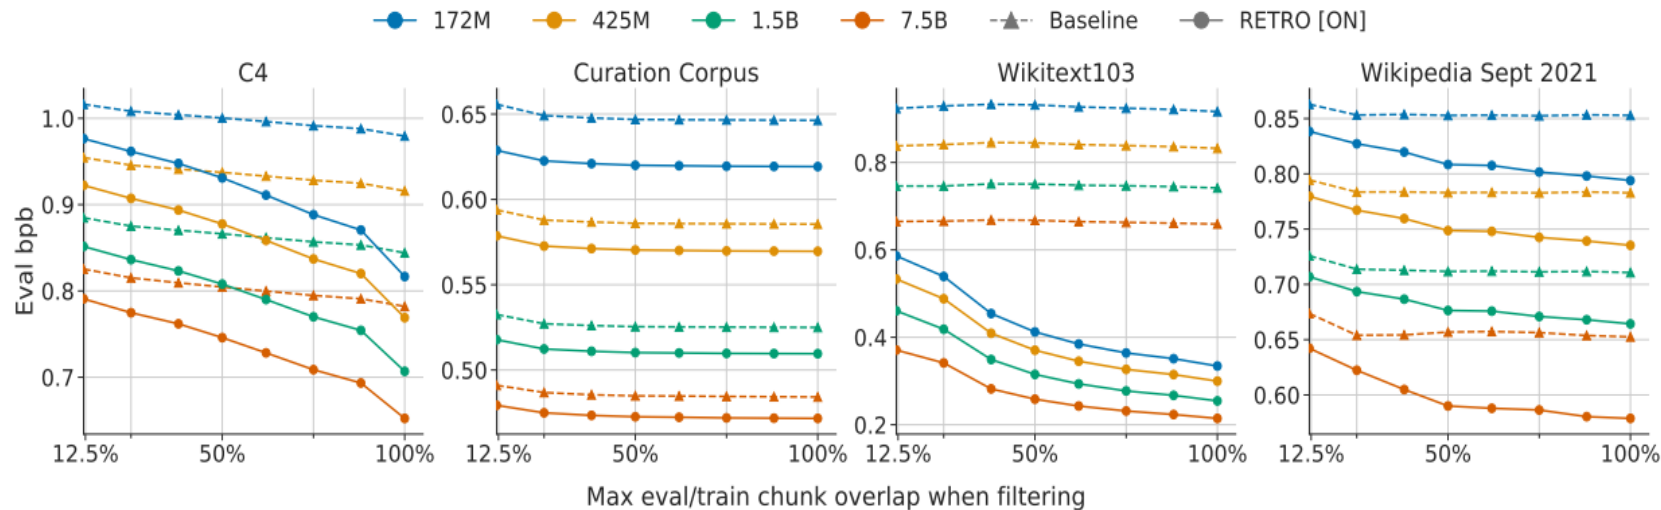 172M 425M 1.5B 7.5B Baseline RETRO [ON]
C4 Curation Corpus Wikitext103 Wikipedia Sept 2021
Eval bpb
1.0
0.9
0.8
0.7
12.5% 50% 100%
0.65
0.60
0.55
0.50
12.5% 50% 100%
0.8
0.6
0.4
0.2
12.5% 50% 100%
0.85
0.80
0.75
0.70
0.65
0.60
12.5% 50% 100%
Max eval/train chunk overlap when filtering